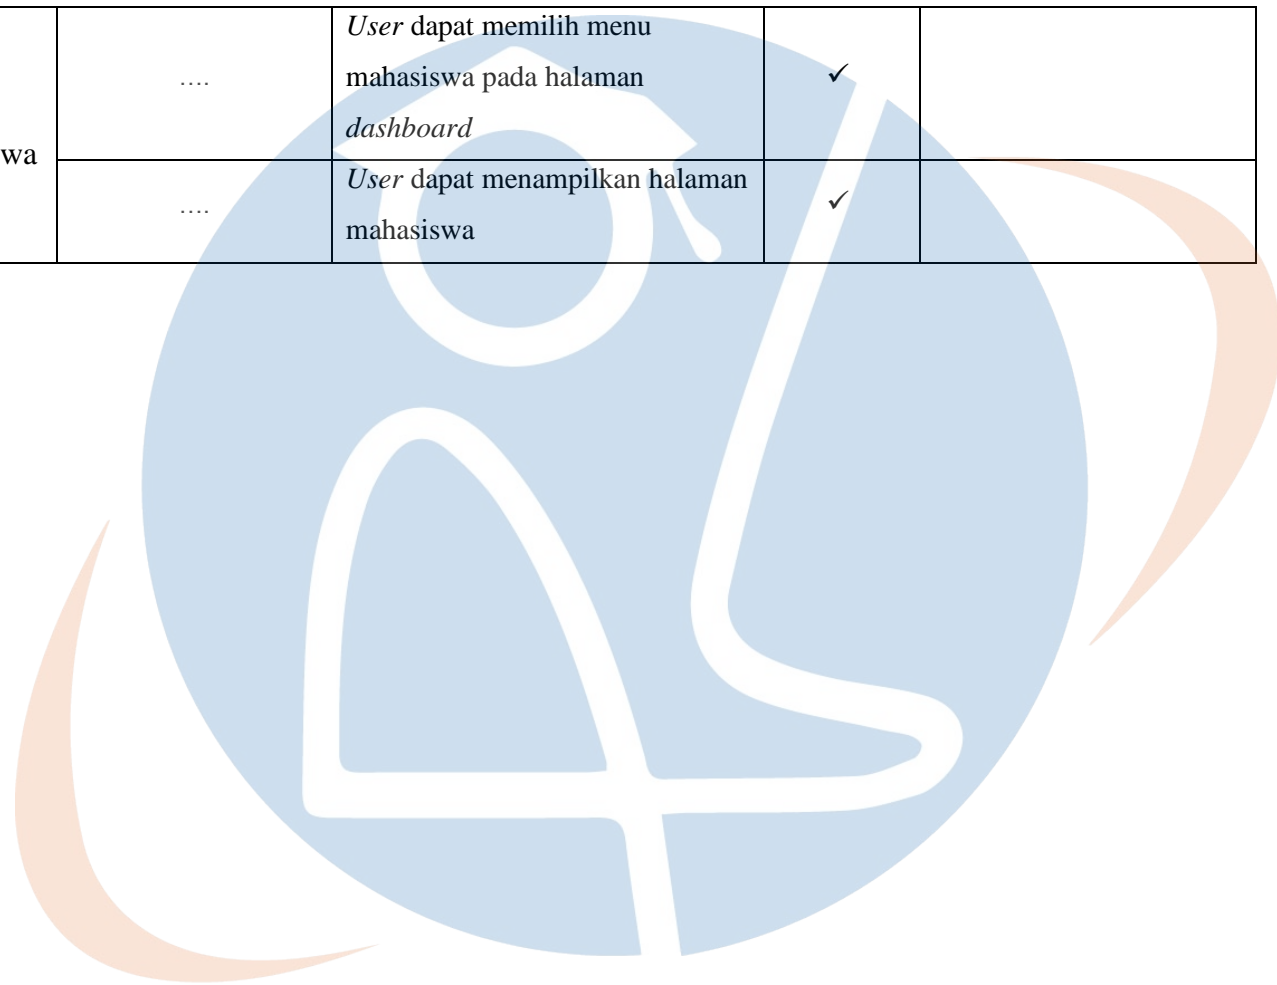 User dapat memilih menu
mahasiswa pada halaman
dashboard
....
✓
wa
User dapat menampilkan halaman
mahasiswa
....
✓